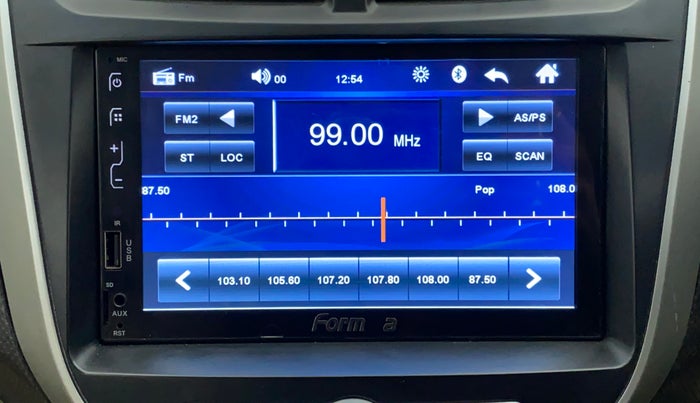 MIC
Fm 00 12:54
FM2 AS/PS
99.00 MHz
ST LOC EQ SCAN
87.50 Pop 108.0
IR
USB
103.10 105.60 107.20 107.80 108.00 87.50
SD
AUX
RST
Form a